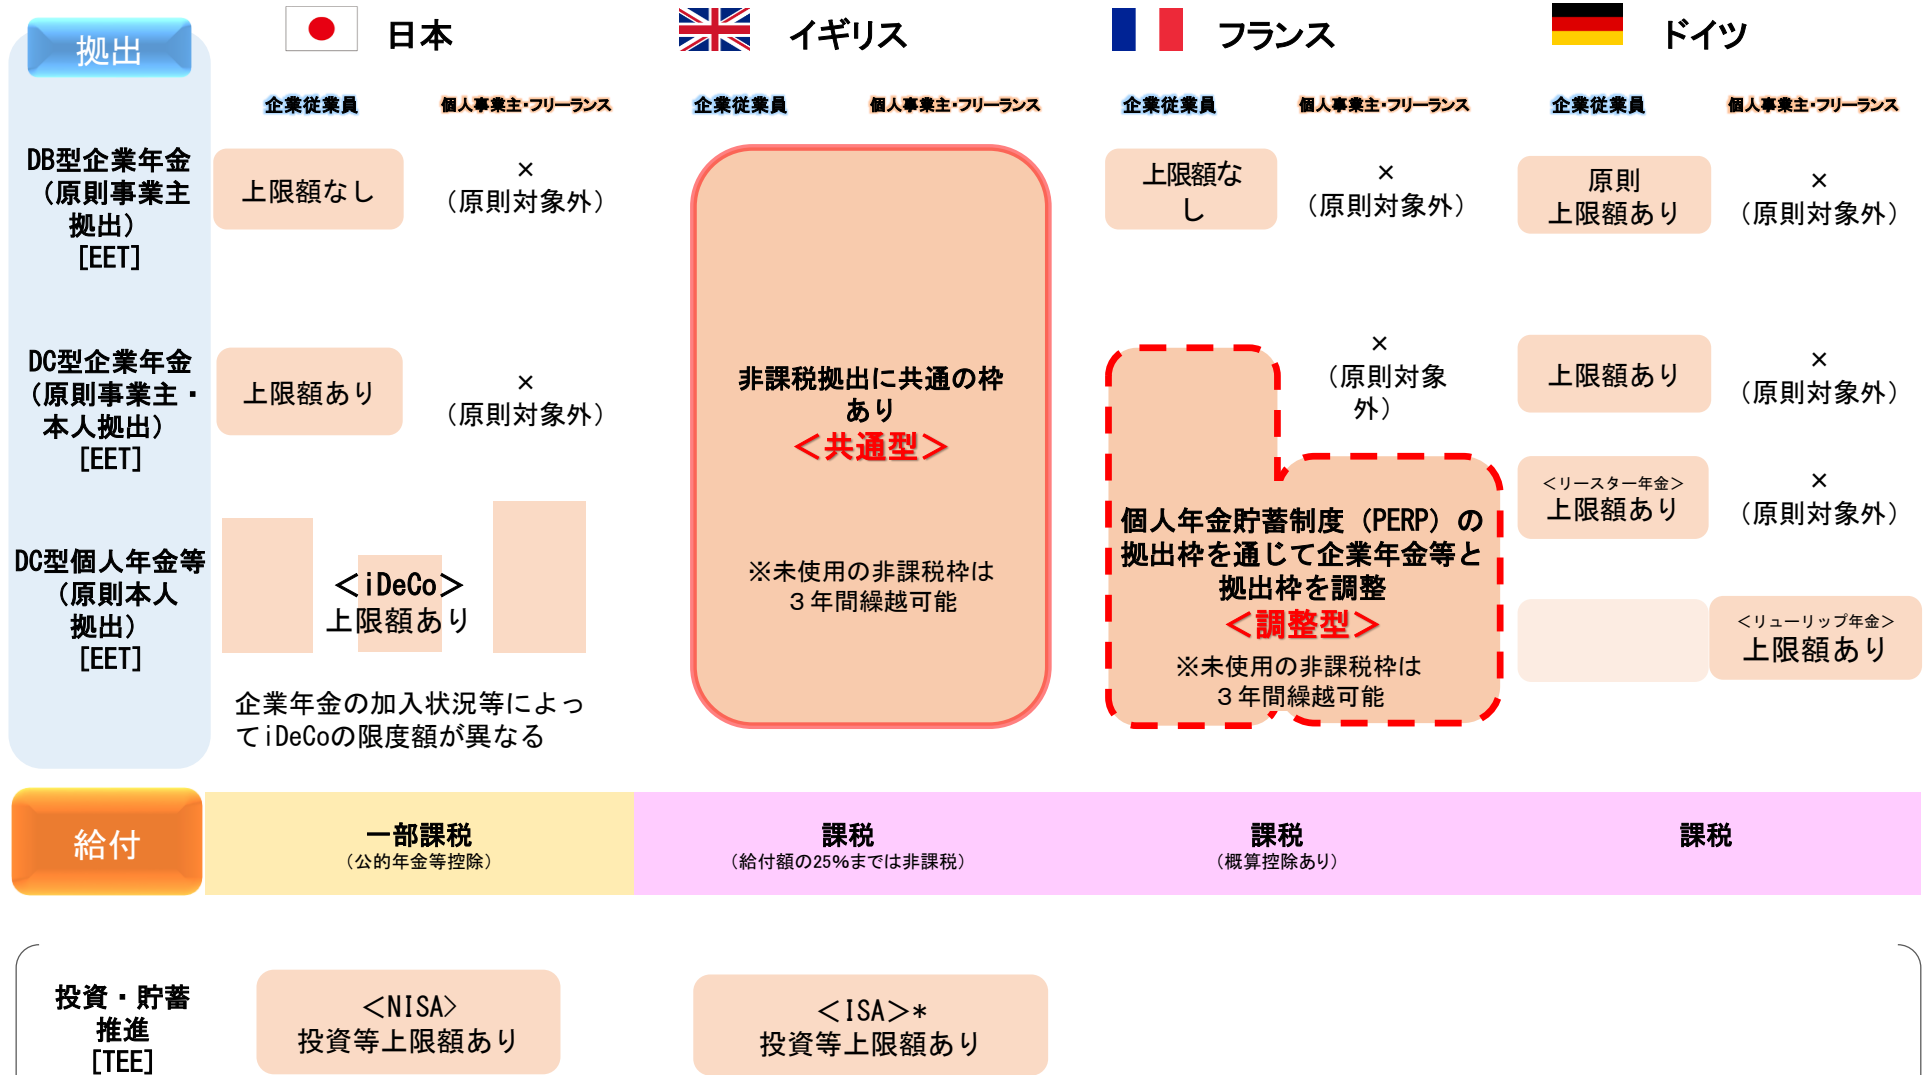 拠出
日本
イギリス
フランス
ドイツ
企業従業員
個人事業主・フリーランス
企業従業員
個人事業主・フリーランス
企業従業員
個人事業主・フリーランス
企業従業員
個人事業主・フリーランス
DB型企業年金
（原則事業主
拠出）
[EET]
上限額なし
×
（原則対象外）
上限額な
し
×
（原則対象外）
原則
上限額あり
×
（原則対象外）
DC型企業年金
（原則事業主・
本人拠出）
[EET]
上限額あり
×
（原則対象外）
非課税拠出に共通の枠
あり
＜共通型＞
※未使用の非課税枠は
３年間繰越可能
×
（原則対象
外）
上限額あり
×
（原則対象外）
＜リースター年金＞
上限額あり
×
（原則対象外）
DC型個人年金等
（原則本人
拠出）
[EET]
＜iDeCo＞
上限額あり
企業年金の加入状況等によっ
てiDeCoの限度額が異なる
個人年金貯蓄制度（PERP）の
拠出枠を通じて企業年金等と
拠出枠を調整
＜調整型＞
※未使用の非課税枠は
３年間繰越可能
＜リューリップ年金＞
上限額あり
給付
一部課税
（公的年金等控除）
課税
（給付額の25%までは非課税）
課税
（概算控除あり）
課税
投資・貯蓄
推進
[TEE]
＜NISA＞
投資等上限額あり
＜ISA＞*
投資等上限額あり